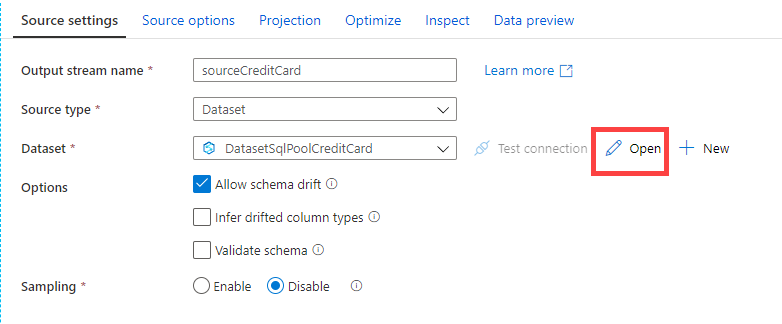 Source settings Source options Projection Optimize Inspect Data preview
Output stream name * sourceCreditCard Learn more
Source type * Dataset
Dataset * DatasetSqlPoolCreditCard Test connection Open New
Options Allow schema drift
Infer drifted column types
Validate schema
Sampling * Enable Disable